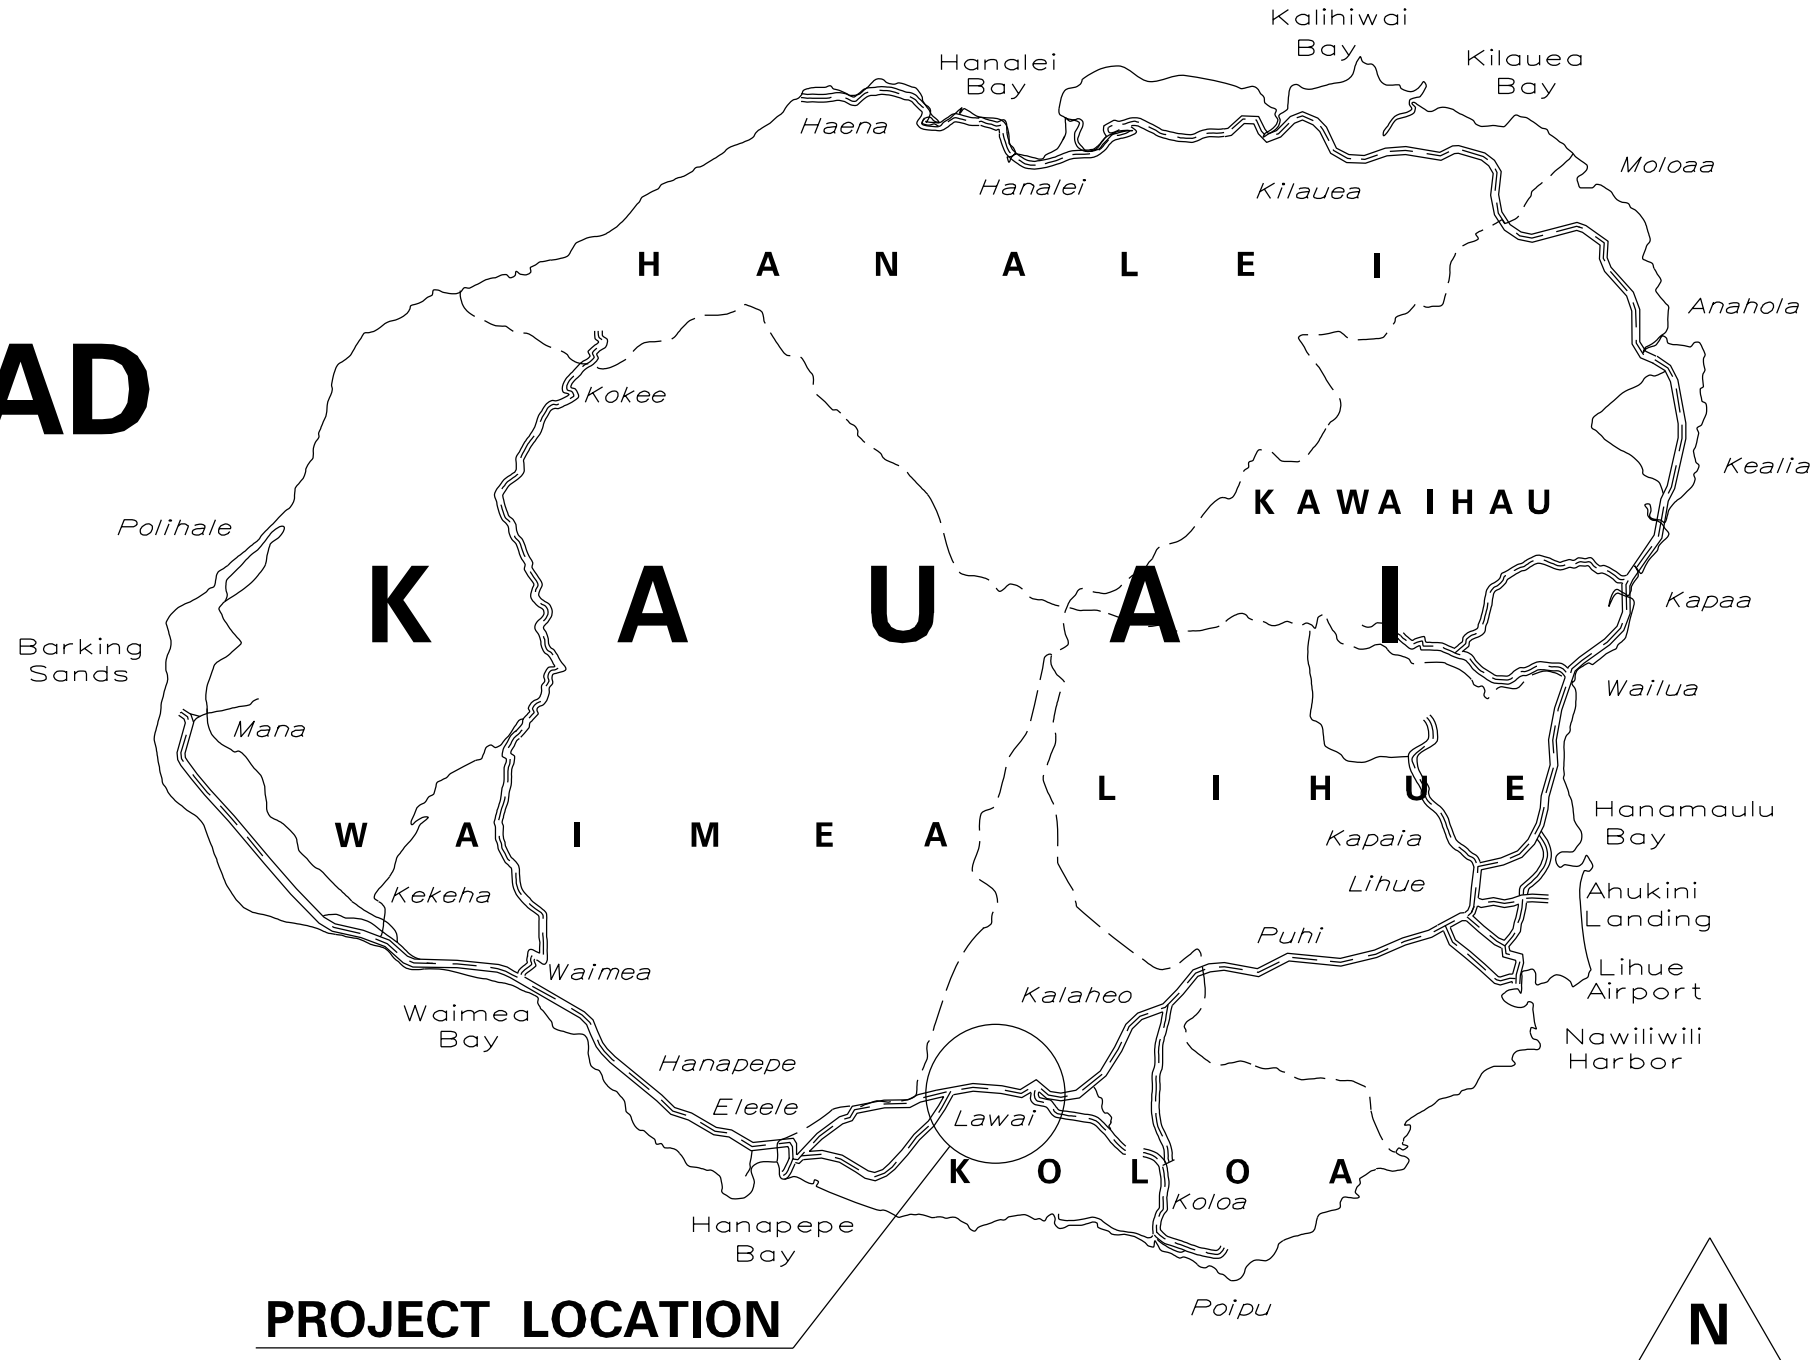 Kalihiwai
Bay
Hanalei
Bay
Kilauea
Bay
Haena
Moloaa
Hanalei
Kilauea
H A N A L E I
Anahola
AD
Kokee
Kealia
K A W A I H A U
Polihale
K A U A I
Kapaa
Barking
Sands
Wailua
Mana
L I H U E
Hanamaulu
Bay
W A I M E A
Kapaia
Lihue
Kekeha
Ahukini
Landing
Puhi
Waimea
Lihue
Airport
Kalaheo
Waimea
Bay
Nawiliwili
Harbor
Hanapepe
Eleele
Lawai
K O L O A
Koloa
Hanapepe
Bay
Poipu
PROJECT LOCATION
N